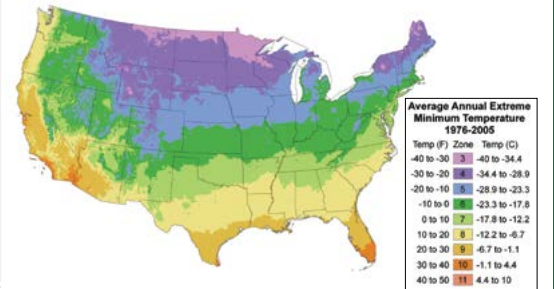 Average Annual Extreme
Minimum Temperature
1976-2005
Temp (F) Zone Temp (C)
-40 to -30 3 -40 to -34.4
-30 to -20 4 -34.4 to -28.9
-20 to -10 5 -28.9 to -23.3
-10 to 0 6 -23.3 to -17.8
0 to 10 7 -17.8 to -12.2
10 to 20 8 -12.2 to -6.7
20 to 30 9 -6.7 to -1.1
30 to 40 10 -1.1 to 4.4
40 to 50 11 4.4 to 10